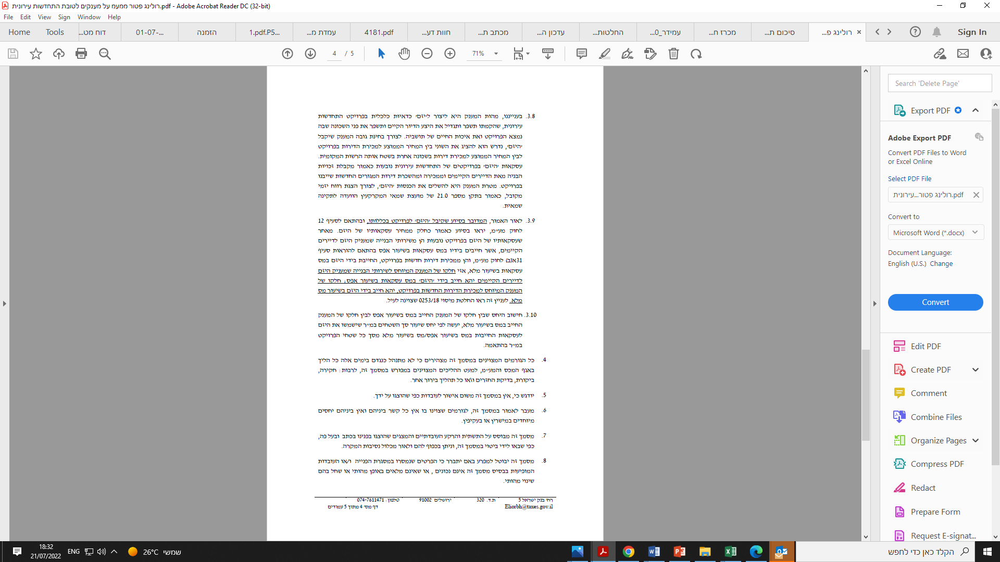 רולינג פטור ממעמ על מענקים לטובת התחדשות עירונית.pdf - Adobe Acrobat Reader DC (32-bit)
File Edit View Sign Window Help
Home Tools דוח מט... 01-07-... הזמנה 1.pdf.P5... עמדת מ... 4181.pdf חוות דע... מכתב ת... עדכון ה... החלטות... עמידר_0... מכרז ח... סיכום ת... רולינג פ... Sign In
4 / 5 71%
3.8. בענייננו, מהות המענק היא ליצור ל׳יזם׳ כדאיות כלכלית בפרויקט התחדשות
עירונית, שהקמתו תשפר ותגדיל את היצע הדיור הקיים ותשפר את פני השכונה שבה
נמצא הפרויקט ואת איכות החיים של תושביה. לצורך בחינת גובה המענק שיקבל
׳היזם׳, נדרש הוא להציג את השוני בין המחיר הממוצע למכירת הדירות בפרויקט
לבין המחיר הממוצע למכירת דירות בשכונה אחרת בשטח אותה הרשות המקומית.
עסקאות ׳היזם׳ בפרויקטים של התחדשות עירונית נובעות כאמור מקבלת זכויות
הבניה מאת הדיירים הקיימים וממכירה ומהשכרת דירות המגורים החדשות שייבנו
בפרויקט. מטרת המענק היא להשלים את הכנסות ׳היזם׳, לצורך הצגת רווח יזמי
מקובל, כאמור בתקן מספר 21.0 של מועצת שמאי המקרקעין הוועדה לתקינה
שמאית.
3.9. לאור האמור, המדובר בסיוע שקיבל ׳היזם׳ לפרויקט בכללותו, ובהתאם לסעיף 12
לחוק מע״מ, יראו בסיוע כאמור כחלק ממחיר עסקאותיו של היזם. מאחר
שעסקאותיו של היזם בפרויקט נובעות הן משירותי הבנייה שמעניק היזם לדיירים
הקיימים, אשר חייבים בידיו במס עסקאות בשיעור אפס בהתאם להוראות סעיף
31א(ב) לחוק מע״מ, והן ממכירת דירות חדשות בפרויקט, החייבת בידי היזם במס
עסקאות בשיעור מלא, אזי חלקו של המענק המיוחס לשירותי הבנייה שמעניק היזם
לדיירים הקיימים יהא חייב בידי ׳היזם׳ במס עסקאות בשיעור אפס; חלקו של
המענק המיוחס למכירת הדירות החדשות בפרויקט, יהא חייב בידי היזם בשיעור מס
מלא. לעניין זה ראו החלטת מיסוי 0253/18 שצוינה לעיל.
3.10. חישוב היחס שבין חלקו של המענק החייב במס בשיעור אפס לבין חלקו של המענק
החייב במס בשיעור מלא, יעשה לפי יחס שיעור סך השטחים במ״ר שישמשו את היזם
לעסקאות החייבות במס בשיעור אפס/מס בשיעור מלא מסך כל שטחי הפרויקט
במ״ר בהתאמה.
4. כל הגורמים המצוינים במסמך זה מצהירים כי לא מתנהל כנגדם בימים אלה כל הליך
באגף המכס והמע״מ, למעט ההליכים המצוינים במפורש במסמך זה, לרבות: חקירה,
ביקורת, בדיקת החזרים ו\או כל תהליך בירור אחר.
5. יודגש כי, אין במסמך זה משום אישור לעובדות כפי שהוצגו על ידך.
6. מעבר לאמור במסמך זה, לגורמים שצוינו בו אין כל קשר ביניהם ואין ביניהם יחסים
מיוחדים במישרין או בעקיפין.
7. מסמך זה מבוסס על התשתית והרקע העובדתיים והמצגים שהוצגו בפנינו בכתב ובעל פה,
כפי שבאו לידי ביטוי במסמך זה, וניתן בכפוף להם ולאור מכלול נסיבות המקרה.
8. מסמך זה יבוטל למפרע באם יתברר כי הפרטים שנמסרו במסגרת הפנייה ו/או העובדות
המופיעות בבסיס מסמך זה אינם נכונים , או שאינם מלאים באופן מהותי או שחל בהם
שינוי מהותי.
רח׳ בנק ישראל 5 ת.ד. 320 ירושלים 91002 טלפון: 074-7611471
Eliorbh@taxes.gov.il דף מס׳ 4 מתוך 5 עמודים
Search 'Delete Page'
Export PDF
Adobe Export PDF
Convert PDF Files to Word
or Excel Online
Select PDF File
רולינג פטור...עירונית.pdf
Convert to
Microsoft Word (*.docx)
Document Language:
English (U.S.) Change
Convert
Edit PDF
Create PDF
Comment
Combine Files
Organize Pages
Compress PDF
Redact
Prepare Form
Request E-signat...
18:32
21/07/2022
ENG
26°C שמשי
הקלד כאן כדי לחפש